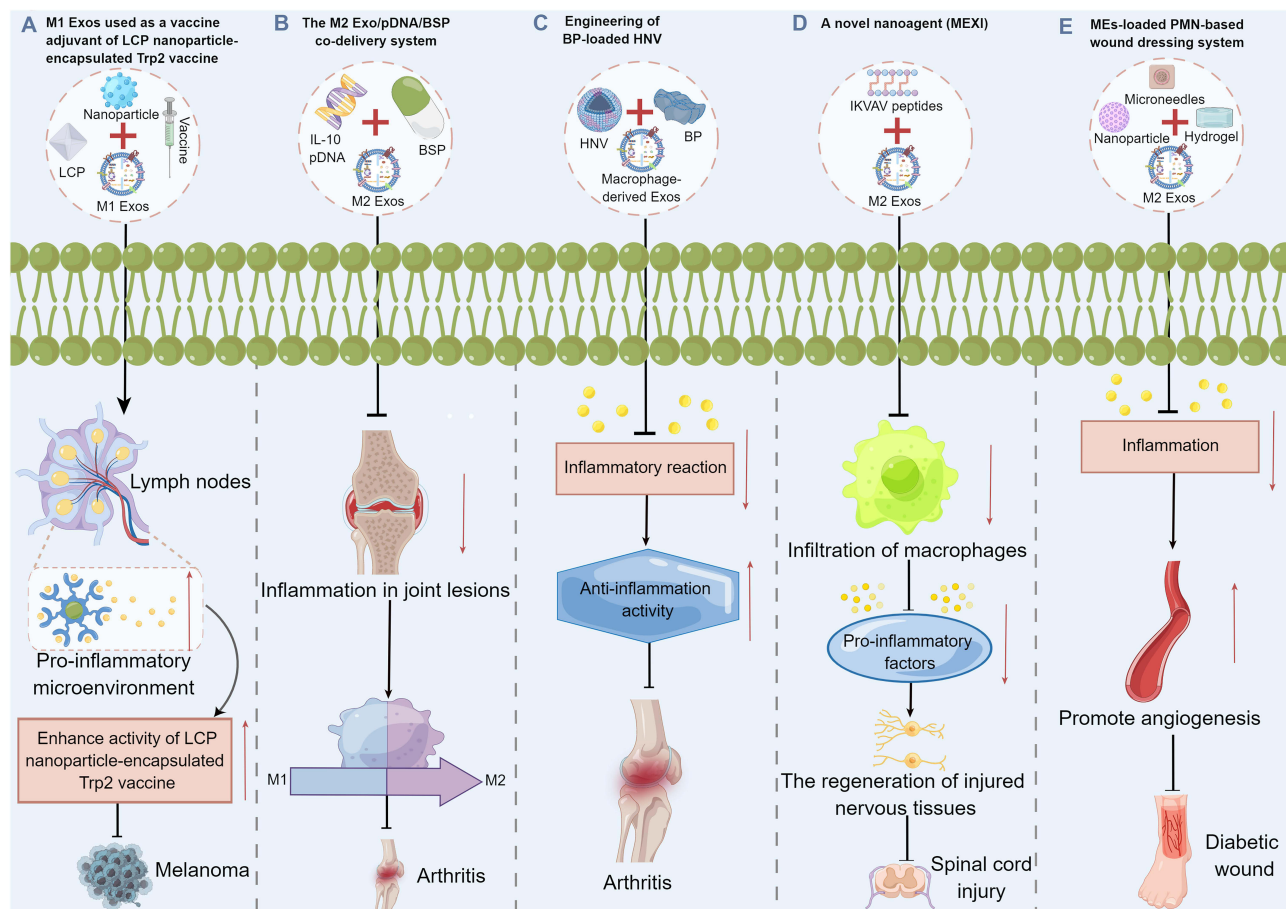 A
M1 Exos used as a vaccine
adjuvant of LCP nanoparticle-
encapsulated Trp2 vaccine
Nanoparticle
Vaccine
LCP
M1 Exos
Lymph nodes
Pro-inflammatory
microenvironment
Enhance activity of LCP
nanoparticle-encapsulated
Trp2 vaccine
Melanoma
B
The M2 Exo/pDNA/BSP
co-delivery system
IL-10
pDNA
BSP
M2 Exos
Inflammation in joint lesions
M1
M2
Arthritis
C
Engineering of
BP-loaded HNV
HNV
BP
Macrophage-
derived Exos
Inflammatory reaction
Anti-inflammation
activity
Arthritis
D
A novel nanoagent (MEXI)
IKVAV peptides
M2 Exos
Infiltration of macrophages
Pro-inflammatory
factors
The regeneration of injured
nervous tissues
Spinal cord
injury
E
MEs-loaded PMN-based
wound dressing system
Microneedles
Nanoparticle
Hydrogel
M2 Exos
Inflammation
Promote angiogenesis
Diabetic
wound